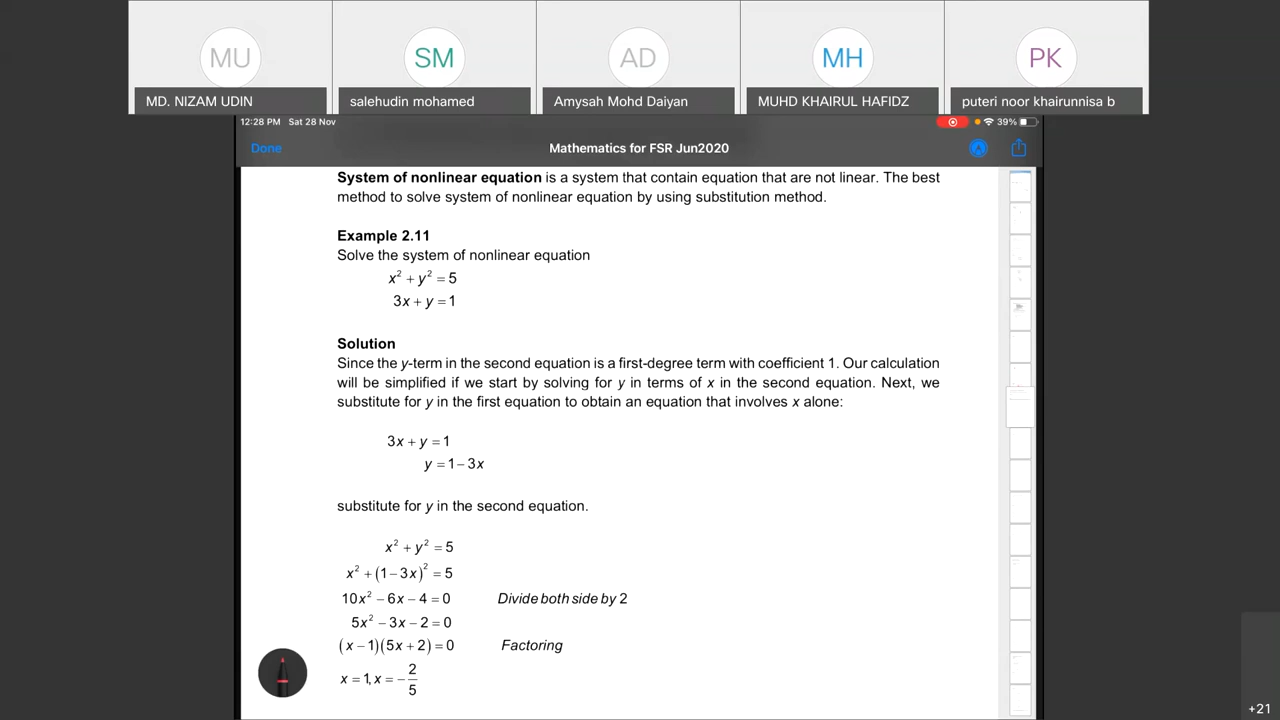 MU
SM
AD
MH
PK
MD. NIZAM UDIN
salehudin mohamed
Amysah Mohd Daiyan
MUHD KHAIRUL HAFIDZ
puteri noor khairunnisa b
12:28 PM Sat 28 Nov
39%
Done
Mathematics for FSR Jun2020
System of nonlinear equation is a system that contain equation that are not linear. The best
method to solve system of nonlinear equation by using substitution method.
Example 2.11
Solve the system of nonlinear equation
x² + y² = 5
3x + y = 1
Solution
Since the y-term in the second equation is a first-degree term with coefficient 1. Our calculation
will be simplified if we start by solving for y in terms of x in the second equation. Next, we
substitute for y in the first equation to obtain an equation that involves x alone:
3x + y = 1
y = 1 − 3x
substitute for y in the second equation.
x² + y² = 5
x² + (1 − 3x)² = 5
10x² − 6x − 4 = 0 Divide both side by 2
5x² − 3x − 2 = 0
(x − 1)(5x + 2) = 0 Factoring
x = 1, x = −2/5
+21